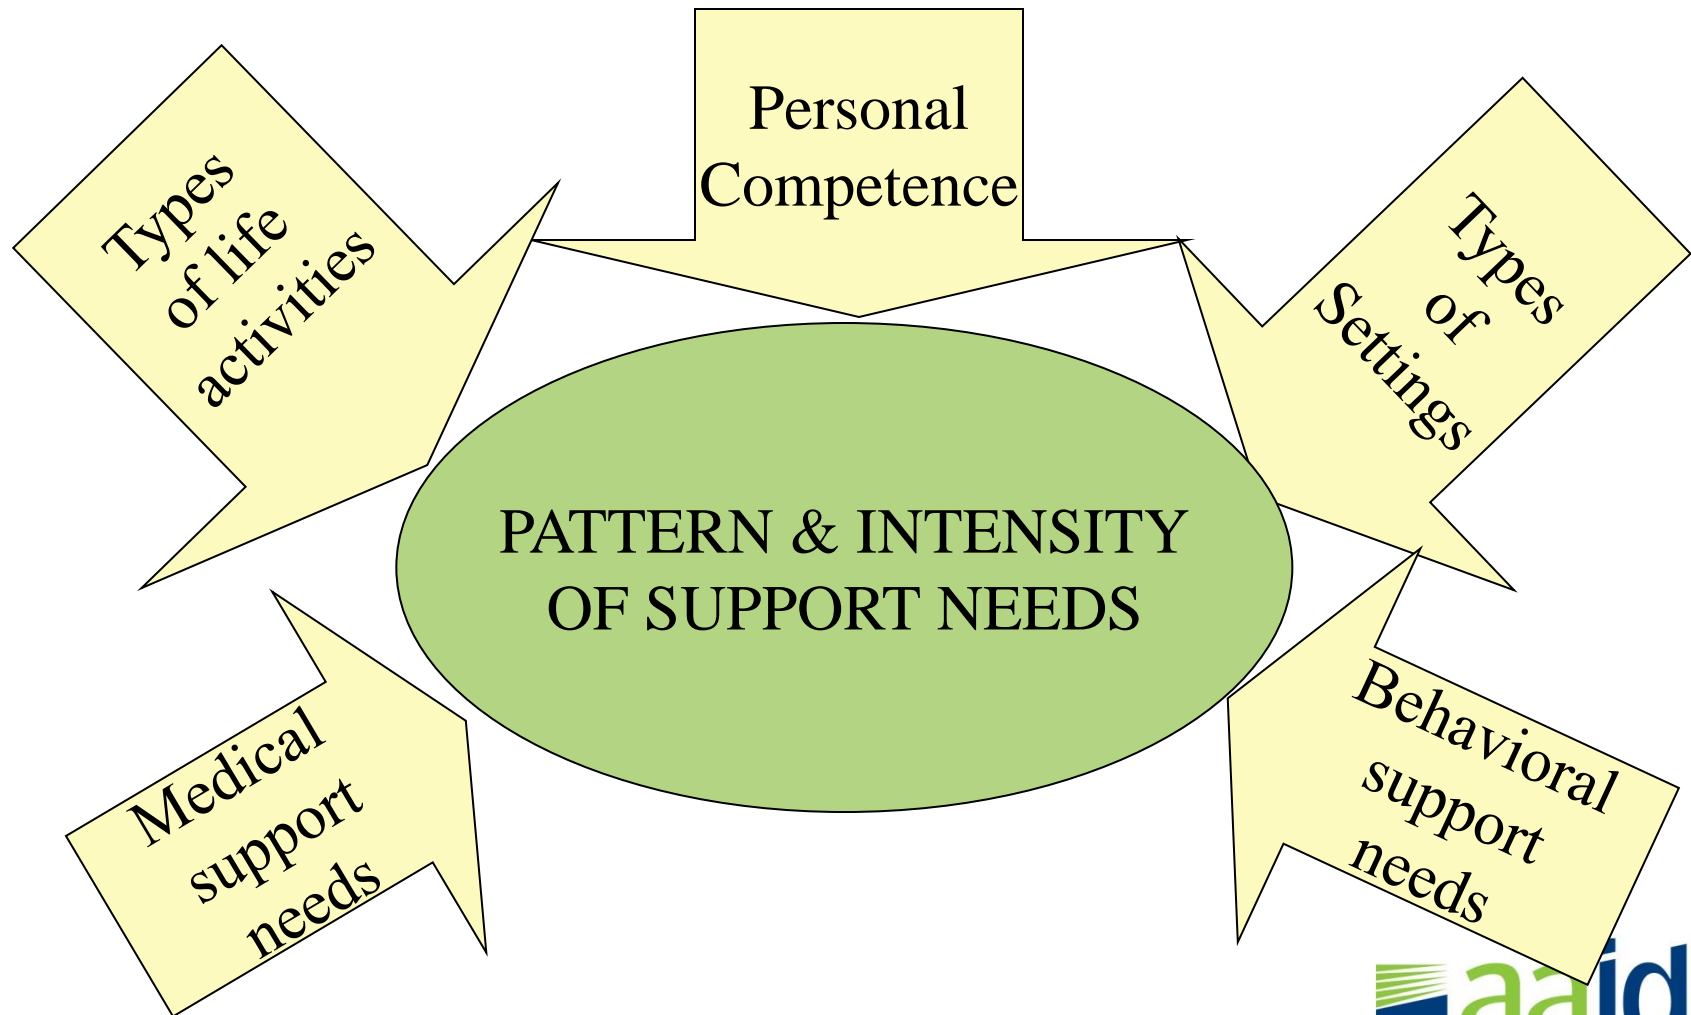 Personal
Competence
Types
of life
activities
Types
of
Settings
PATTERN & INTENSITY
OF SUPPORT NEEDS
Medical
support
needs
Behavioral
support
needs
aaid